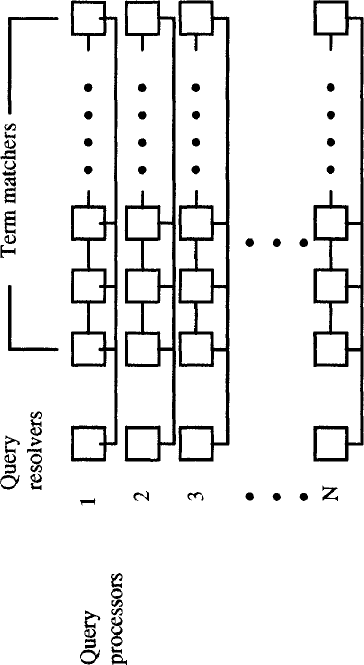 Query
processors
Query
resolvers
Term matchers
1
2
3
N